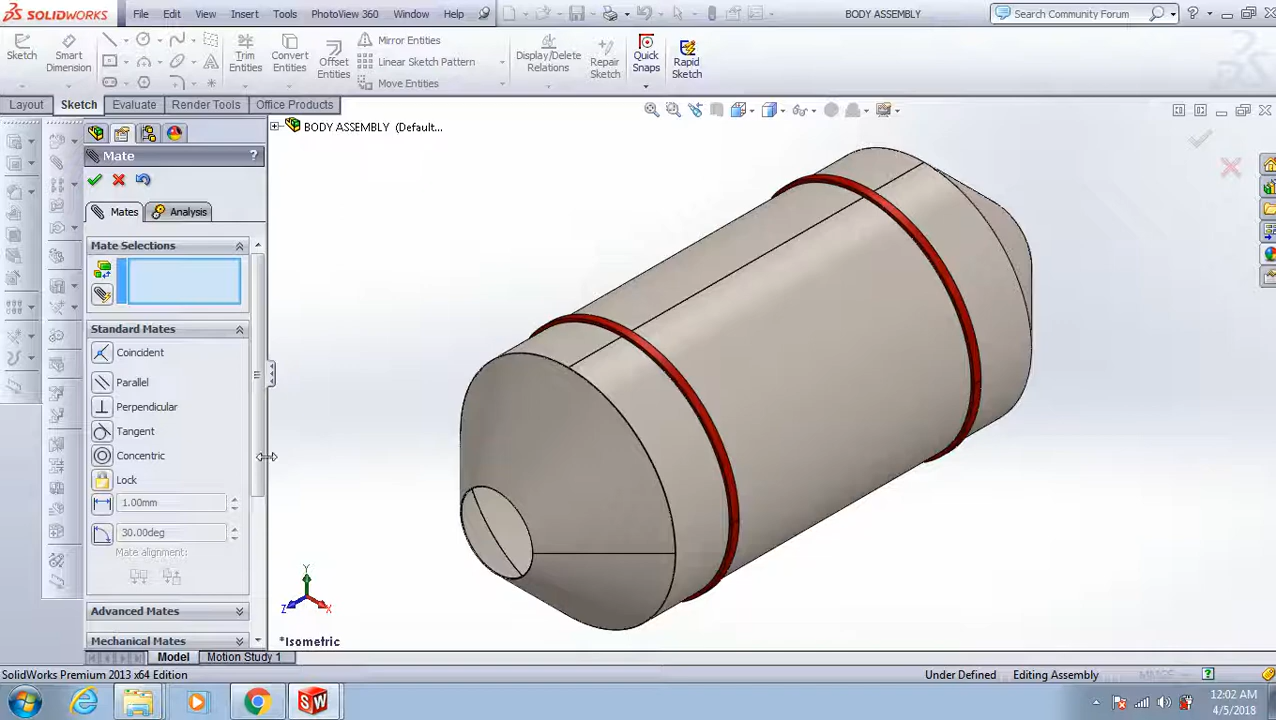 SOLIDWORKS File Edit View Insert Tools PhotoView 360 Window Help BODY ASSEMBLY Search Community Forum
Sketch Smart Dimension Trim Entities Convert Entities Offset Entities Mirror Entities Linear Sketch Pattern Move Entities Display/Delete Relations Repair Sketch Quick Snaps Rapid Sketch
Layout Sketch Evaluate Render Tools Office Products
BODY ASSEMBLY (Default...
Mate ?
Mates Analysis
Mate Selections
Standard Mates
Coincident
Parallel
Perpendicular
Tangent
Concentric
Lock
1.00mm
30.00deg
Mate alignment:
Advanced Mates
Mechanical Mates
Y
Z X
*Isometric
Model Motion Study 1
SolidWorks Premium 2013 x64 Edition Under Defined Editing Assembly MMGS ?
12:02 AM
4/5/2018